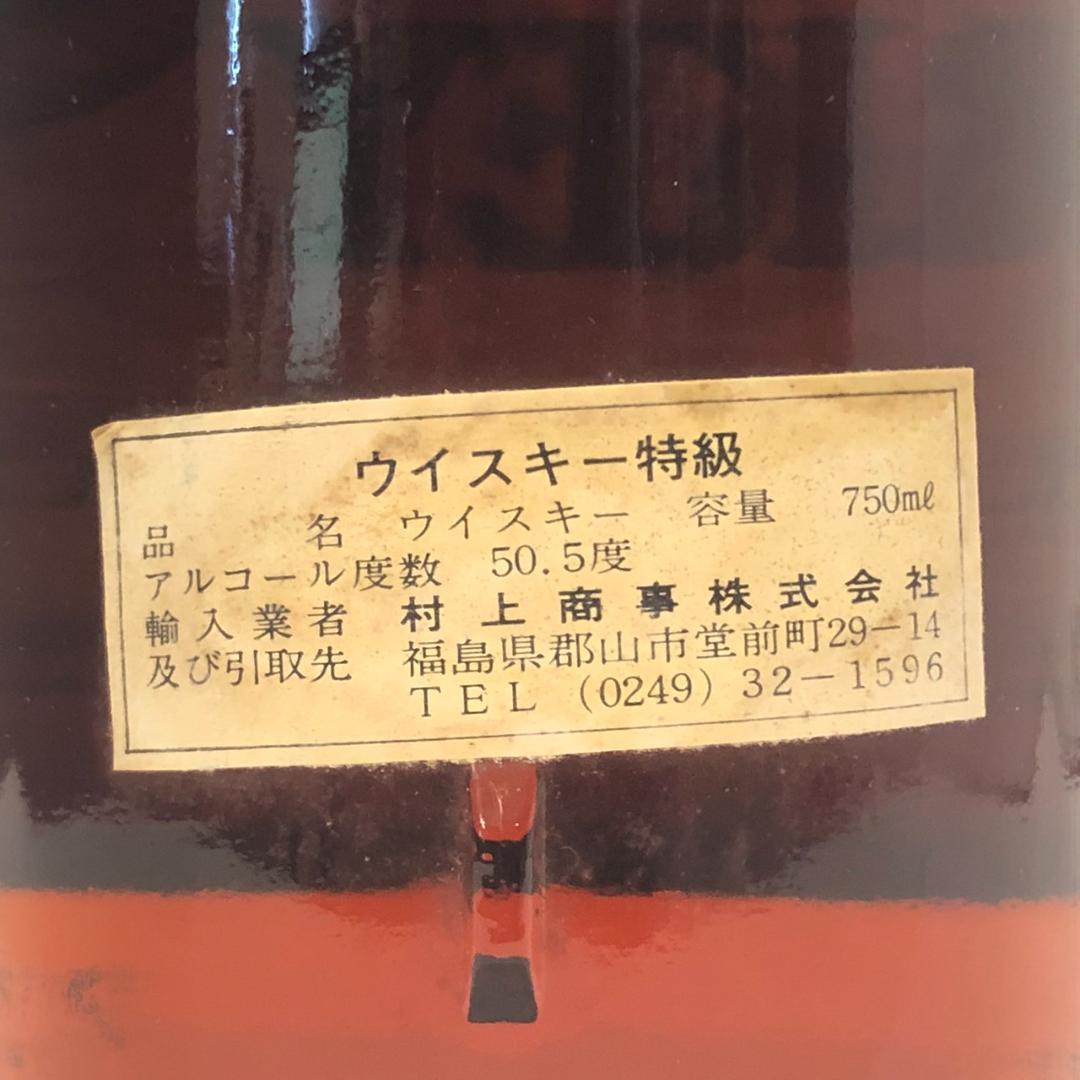 ウイスキー特級
品名 ウイスキー 容量 750mℓ
アルコール度数 50.5度
輸入業者 村上商事株式会社
及び引取先 福島県郡山市堂前町29-14
TEL (0249) 32-1596